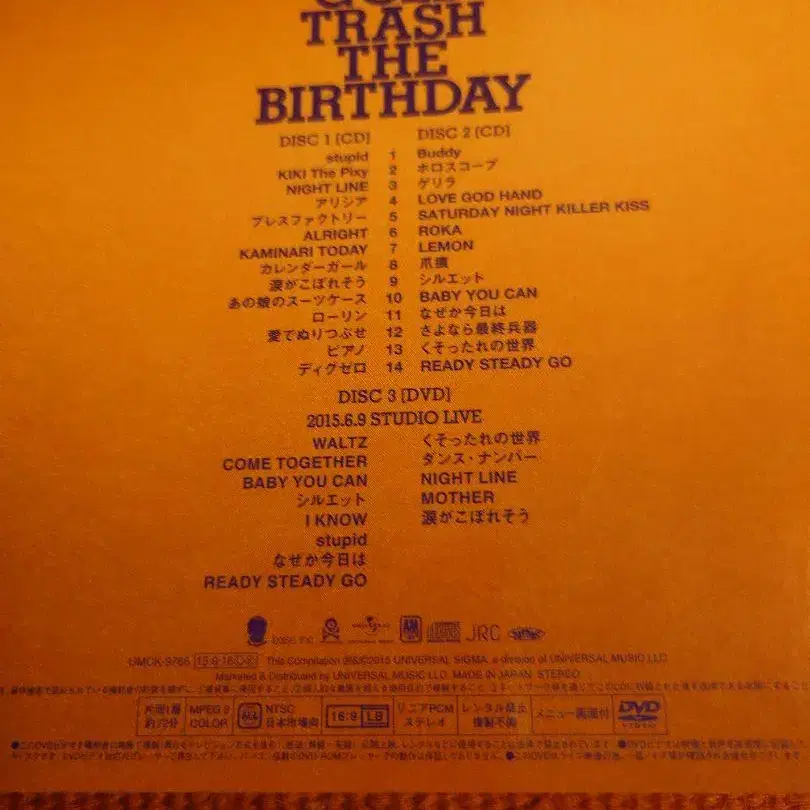 TRASH
THE
BIRTHDAY
DISC 1 [CD] DISC 2 [CD]
stupid 1 Buddy
KIKI The Pixy 2 ホロスコープ
NIGHT LINE 3 ゲリラ
アリシア 4 LOVE GOD HAND
プレスファクトリー 5 SATURDAY NIGHT KILLER KISS
ALRIGHT 6 ROKA
KAMINARI TODAY 7 LEMON
カレンダーガール 8 爪痕
涙がこぼれそう 9 シルエット
あの娘のスーツケース 10 BABY YOU CAN
ローリン 11 なぜか今日は
愛でぬりつぶせ 12 さよなら最終兵器
ピアノ 13 くそったれの世界
ディグゼロ 14 READY STEADY GO
DISC 3 [DVD]
2015.6.9 STUDIO LIVE
WALTZ くそったれの世界
COME TOGETHER ダンス・ナンバー
BABY YOU CAN NIGHT LINE
シルエット MOTHER
I KNOW 涙がこぼれそう
stupid
なぜか今日は
READY STEADY GO
base inc. UNIVERSAL A&M JRC
This Compilation 2015 UNIVERSAL SIGMA, a division of UNIVERSAL MUSIC LLC
Marketed & Distributed by UNIVERSAL MUSIC LLC MADE IN JAPAN STEREO
片面1層 MPEG 2 NTSC 16:9 LB リニアPCM レンタル禁止 メニュー画面付 DVD
約72分 COLOR 日本市場向 ステレオ 複製不能 VIDEO